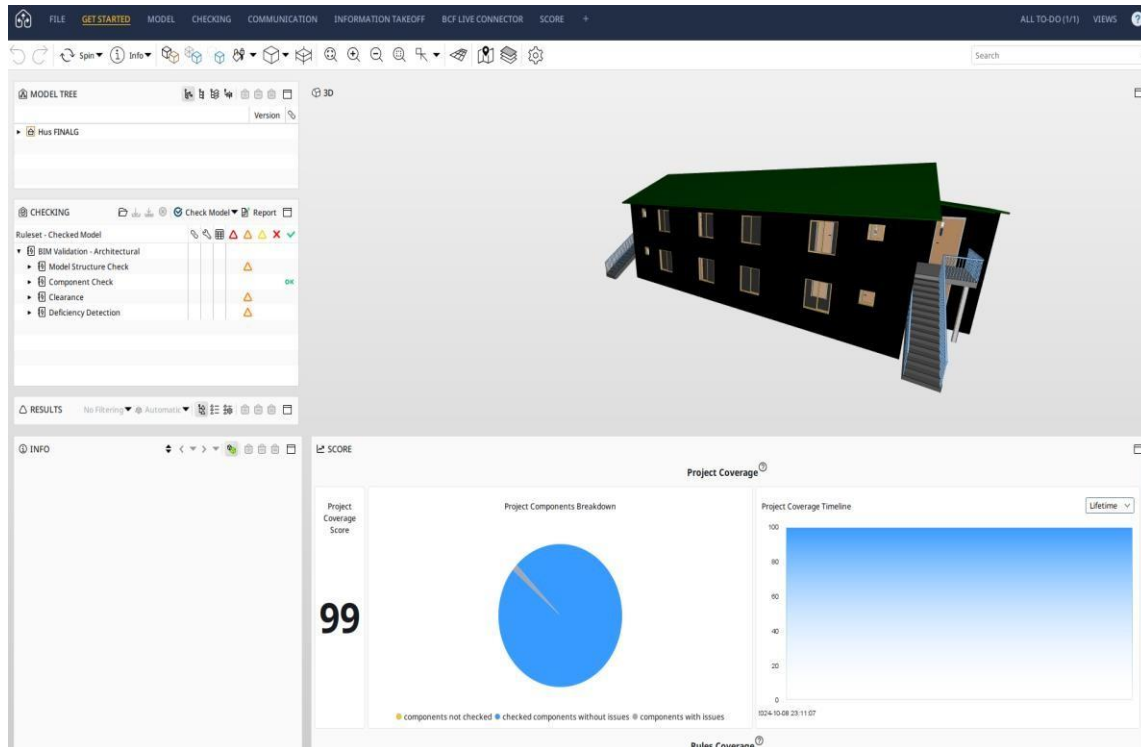 FILE GET STARTED MODEL CHECKING COMMUNICATION INFORMATION TAKEOFF BCF LIVE CONNECTOR SCORE + ALL TO-DO (1/1) VIEWS ?
Spin Info Search
MODEL TREE
Version
Hus FINALG
3D
CHECKING Check Model Report
Ruleset - Checked Model
BIM Validation - Architectural
Model Structure Check
Component Check OK
Clearance
Deficiency Detection
RESULTS No Filtering Automatic
INFO
SCORE
Project Coverage ?
Project
Coverage
Score
99
Project Components Breakdown
components not checked checked components without issues components with issues
Project Coverage Timeline Lifetime
100
80
60
40
20
0
2024-10-08 23:11:07
Rules Coverage ?